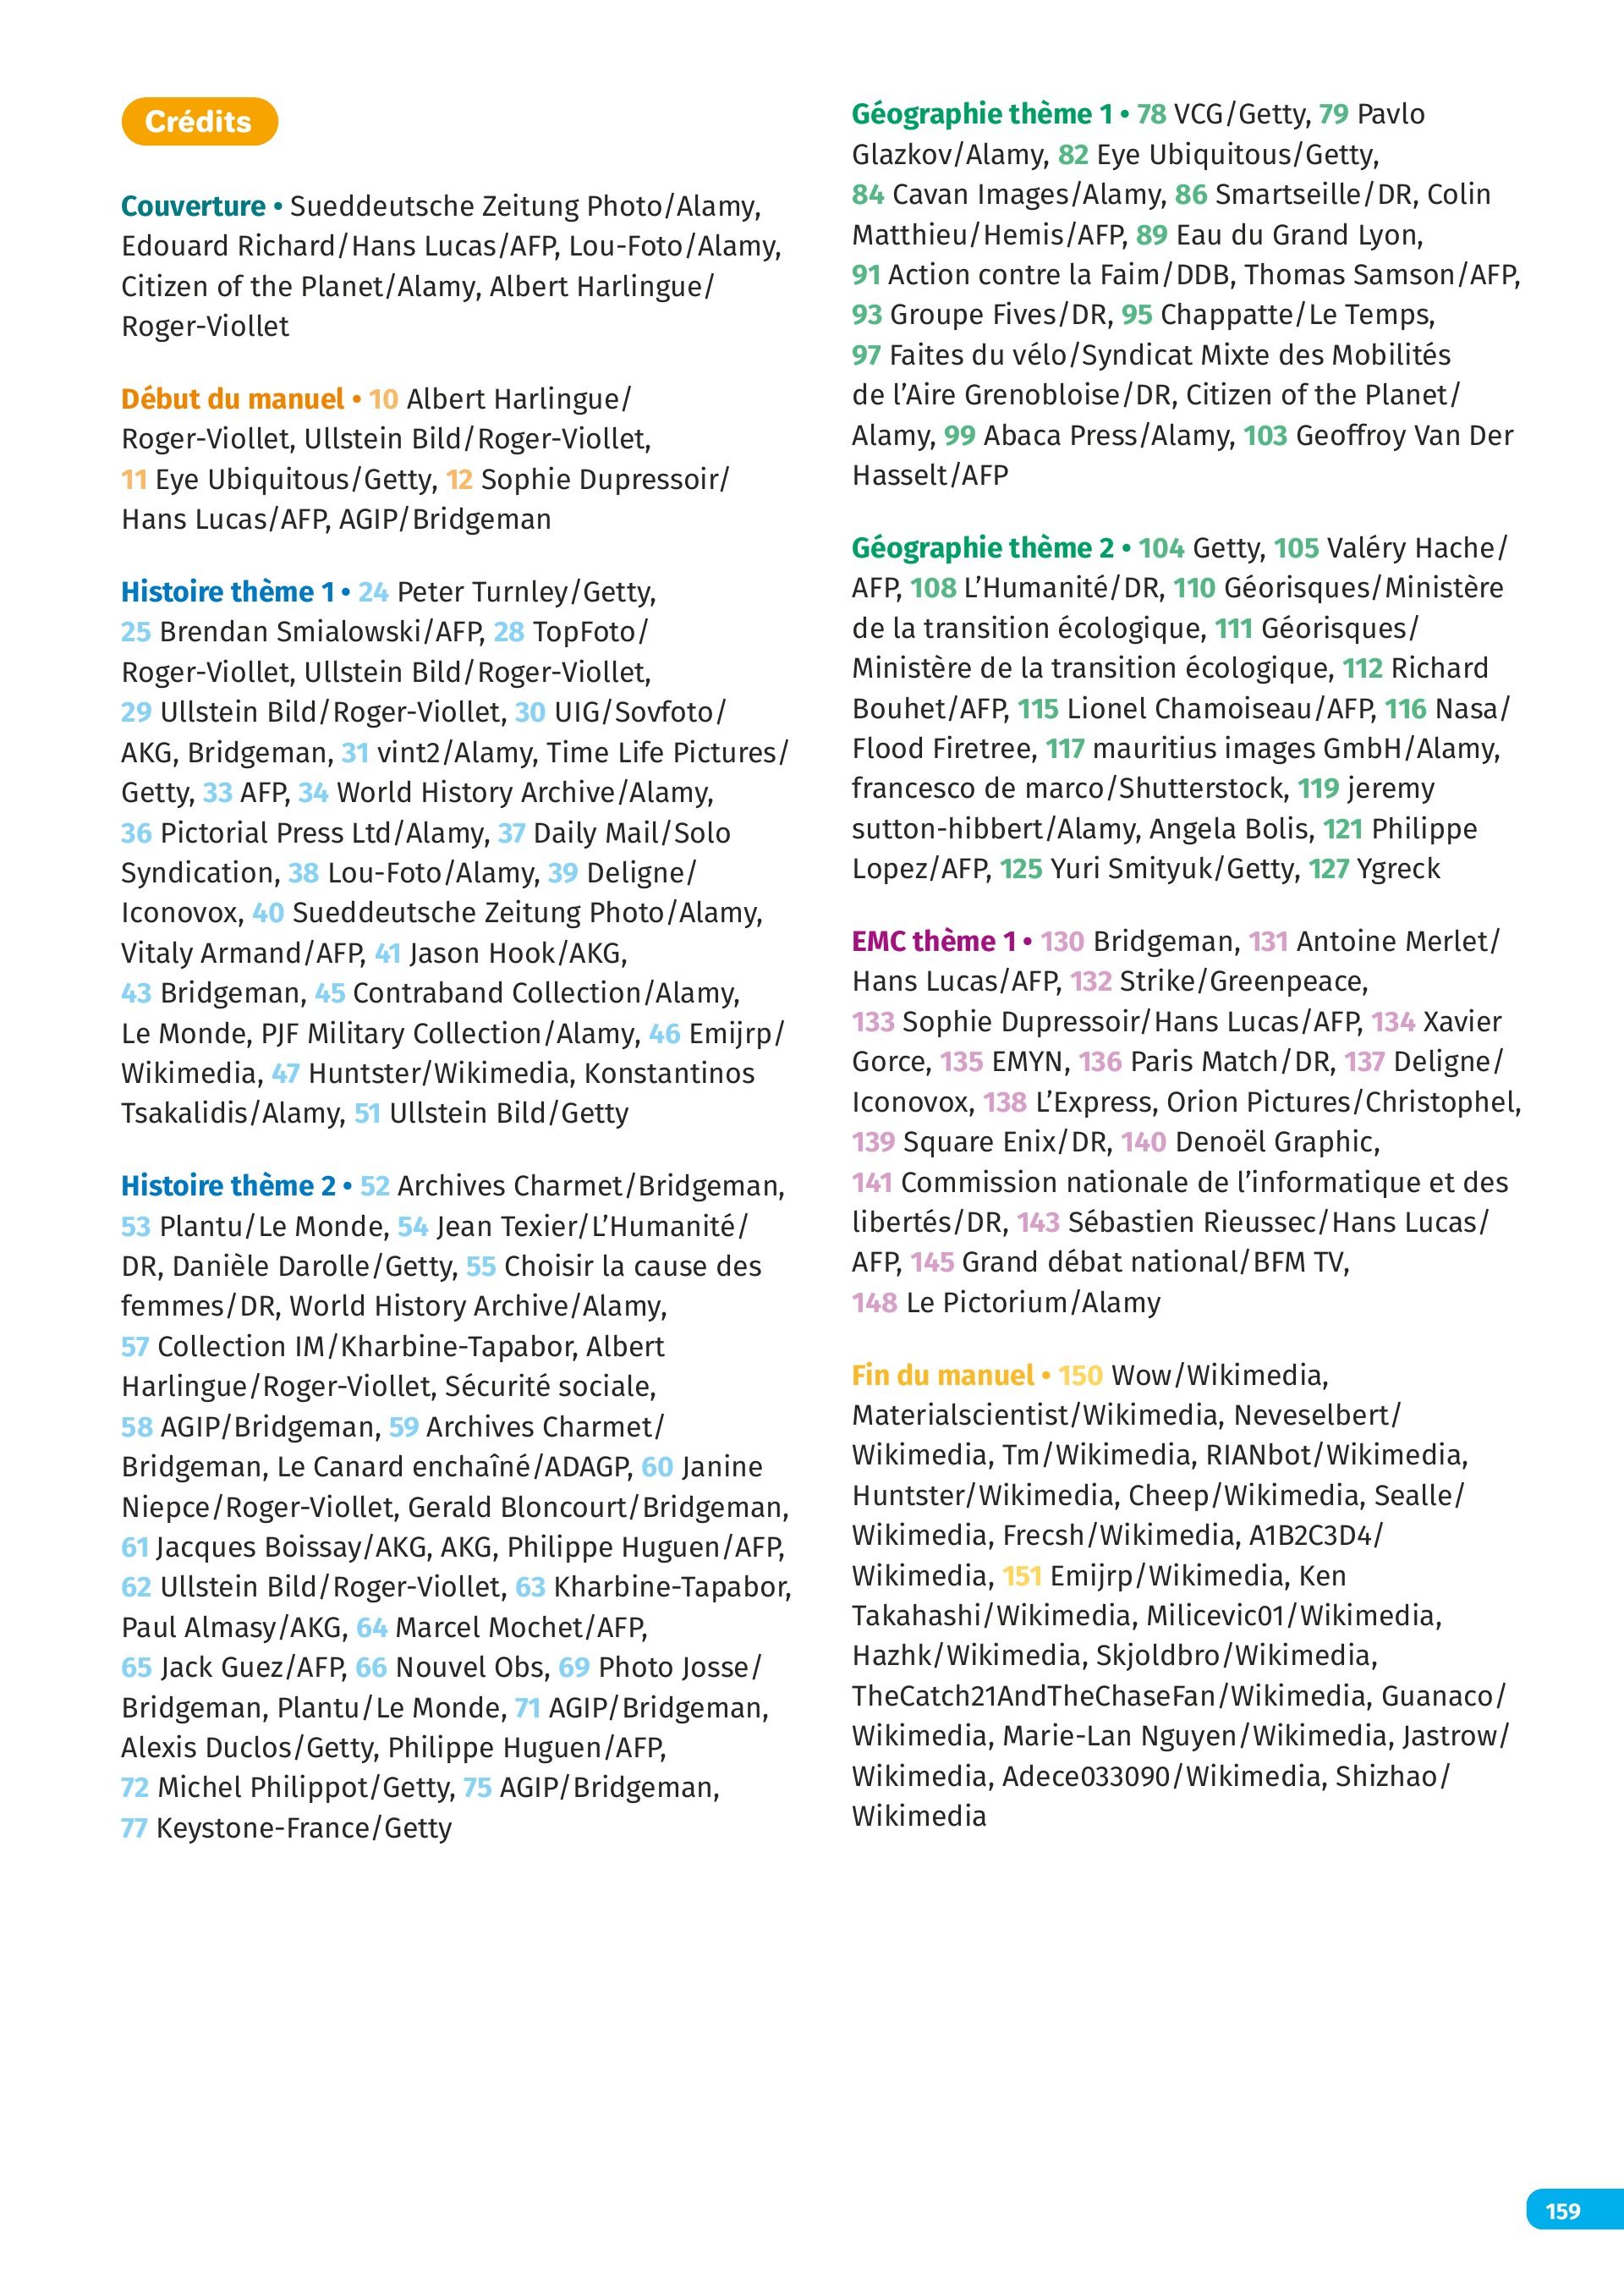 Crédits
Couverture • Sueddeutsche Zeitung Photo/Alamy,
Edouard Richard/Hans Lucas/AFP, Lou-Foto/Alamy,
Citizen of the Planet/Alamy, Albert Harlingue/
Roger-Viollet
Début du manuel • 10 Albert Harlingue/
Roger-Viollet, Ullstein Bild/Roger-Viollet,
11 Eye Ubiquitous/Getty, 12 Sophie Dupressoir/
Hans Lucas/AFP, AGIP/Bridgeman
Histoire thème 1 • 24 Peter Turnley/Getty,
25 Brendan Smialowski/AFP, 28 TopFoto/
Roger-Viollet, Ullstein Bild/Roger-Viollet,
29 Ullstein Bild/Roger-Viollet, 30 UIG/Sovfoto/
AKG, Bridgeman, 31 vint2/Alamy, Time Life Pictures/
Getty, 33 AFP, 34 World History Archive/Alamy,
36 Pictorial Press Ltd/Alamy, 37 Daily Mail/Solo
Syndication, 38 Lou-Foto/Alamy, 39 Deligne/
Iconovox, 40 Sueddeutsche Zeitung Photo/Alamy,
Vitaly Armand/AFP, 41 Jason Hook/AKG,
43 Bridgeman, 45 Contraband Collection/Alamy,
Le Monde, PJF Military Collection/Alamy, 46 Emijrp/
Wikimedia, 47 Huntster/Wikimedia, Konstantinos
Tsakalidis/Alamy, 51 Ullstein Bild/Getty
Histoire thème 2 • 52 Archives Charmet/Bridgeman,
53 Plantu/Le Monde, 54 Jean Texier/L’Humanité/
DR, Danièle Darolle/Getty, 55 Choisir la cause des
femmes/DR, World History Archive/Alamy,
57 Collection IM/Kharbine-Tapabor, Albert
Harlingue/Roger-Viollet, Sécurité sociale,
58 AGIP/Bridgeman, 59 Archives Charmet/
Bridgeman, Le Canard enchaîné/ADAGP, 60 Janine
Niepce/Roger-Viollet, Gerald Bloncourt/Bridgeman,
61 Jacques Boissay/AKG, AKG, Philippe Huguen/AFP,
62 Ullstein Bild/Roger-Viollet, 63 Kharbine-Tapabor,
Paul Almasy/AKG, 64 Marcel Mochet/AFP,
65 Jack Guez/AFP, 66 Nouvel Obs, 69 Photo Josse/
Bridgeman, Plantu/Le Monde, 71 AGIP/Bridgeman,
Alexis Duclos/Getty, Philippe Huguen/AFP,
72 Michel Philippot/Getty, 75 AGIP/Bridgeman,
77 Keystone-France/Getty
Géographie thème 1 • 78 VCG/Getty, 79 Pavlo
Glazkov/Alamy, 82 Eye Ubiquitous/Getty,
84 Cavan Images/Alamy, 86 Smartseille/DR, Colin
Matthieu/Hemis/AFP, 89 Eau du Grand Lyon,
91 Action contre la Faim/DDB, Thomas Samson/AFP,
93 Groupe Fives/DR, 95 Chappatte/Le Temps,
97 Faites du vélo/Syndicat Mixte des Mobilités
de l’Aire Grenobloise/DR, Citizen of the Planet/
Alamy, 99 Abaca Press/Alamy, 103 Geoffroy Van Der
Hasselt/AFP
Géographie thème 2 • 104 Getty, 105 Valéry Hache/
AFP, 108 L’Humanité/DR, 110 Géorisques/Ministère
de la transition écologique, 111 Géorisques/
Ministère de la transition écologique, 112 Richard
Bouhet/AFP, 115 Lionel Chamoiseau/AFP, 116 Nasa/
Flood Firetree, 117 mauritius images GmbH/Alamy,
francesco de marco/Shutterstock, 119 jeremy
sutton-hibbert/Alamy, Angela Bolis, 121 Philippe
Lopez/AFP, 125 Yuri Smityuk/Getty, 127 Ygreck
EMC thème 1 • 130 Bridgeman, 131 Antoine Merlet/
Hans Lucas/AFP, 132 Strike/Greenpeace,
133 Sophie Dupressoir/Hans Lucas/AFP, 134 Xavier
Gorce, 135 EMYN, 136 Paris Match/DR, 137 Deligne/
Iconovox, 138 L’Express, Orion Pictures/Christophel,
139 Square Enix/DR, 140 Denoël Graphic,
141 Commission nationale de l’informatique et des
libertés/DR, 143 Sébastien Rieussec/Hans Lucas/
AFP, 145 Grand débat national/BFM TV,
148 Le Pictorium/Alamy
Fin du manuel • 150 Wow/Wikimedia,
Materialscientist/Wikimedia, Neveselbert/
Wikimedia, Tm/Wikimedia, RIANbot/Wikimedia,
Huntster/Wikimedia, Cheep/Wikimedia, Sealle/
Wikimedia, Frecsh/Wikimedia, A1B2C3D4/
Wikimedia, 151 Emijrp/Wikimedia, Ken
Takahashi/Wikimedia, Milicevic01/Wikimedia,
Hazhk/Wikimedia, Skjoldbro/Wikimedia,
TheCatch21AndTheChaseFan/Wikimedia, Guanaco/
Wikimedia, Marie-Lan Nguyen/Wikimedia, Jastrow/
Wikimedia, Adece033090/Wikimedia, Shizhao/
Wikimedia
159